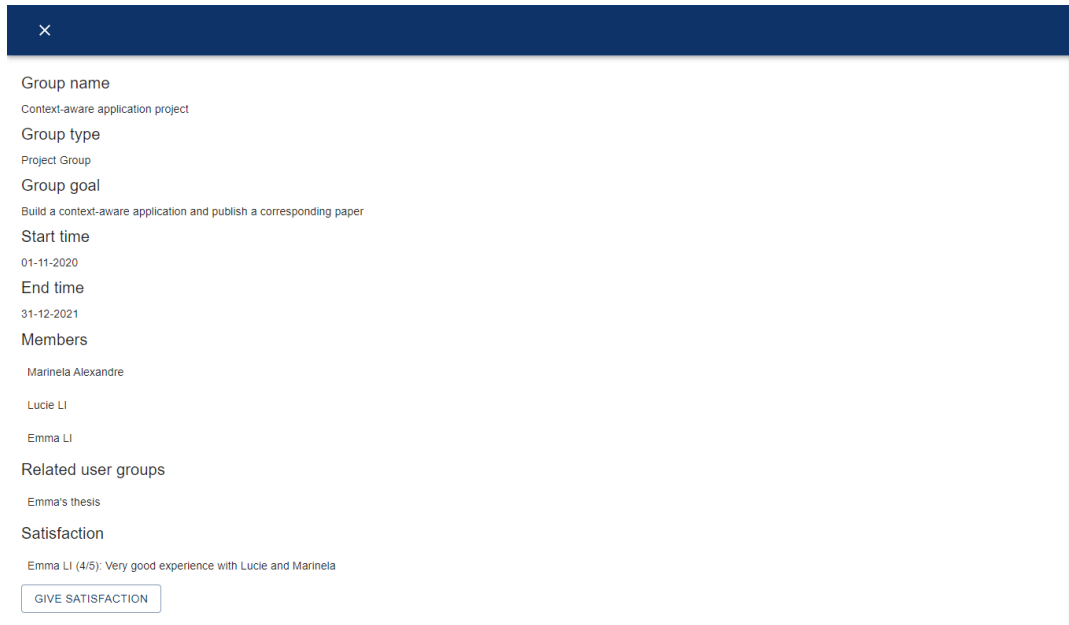 Group name
Context-aware application project
Group type
Project Group
Group goal
Build a context-aware application and publish a corresponding paper
Start time
01-11-2020
End time
31-12-2021
Members
Marinela Alexandre
Lucie LI
Emma LI
Related user groups
Emma's thesis
Satisfaction
Emma LI (4/5): Very good experience with Lucie and Marinela
GIVE SATISFACTION